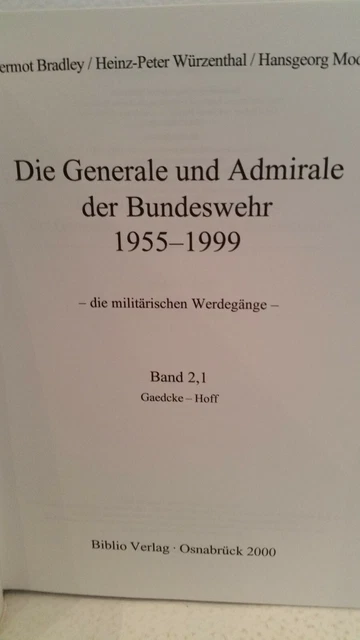 ermot Bradley / Heinz-Peter Würzenthal / Hansgeorg Mod
Die Generale und Admirale
der Bundeswehr
1955–1999
– die militärischen Werdegänge –
Band 2,1
Gaedcke – Hoff
Biblio Verlag · Osnabrück 2000